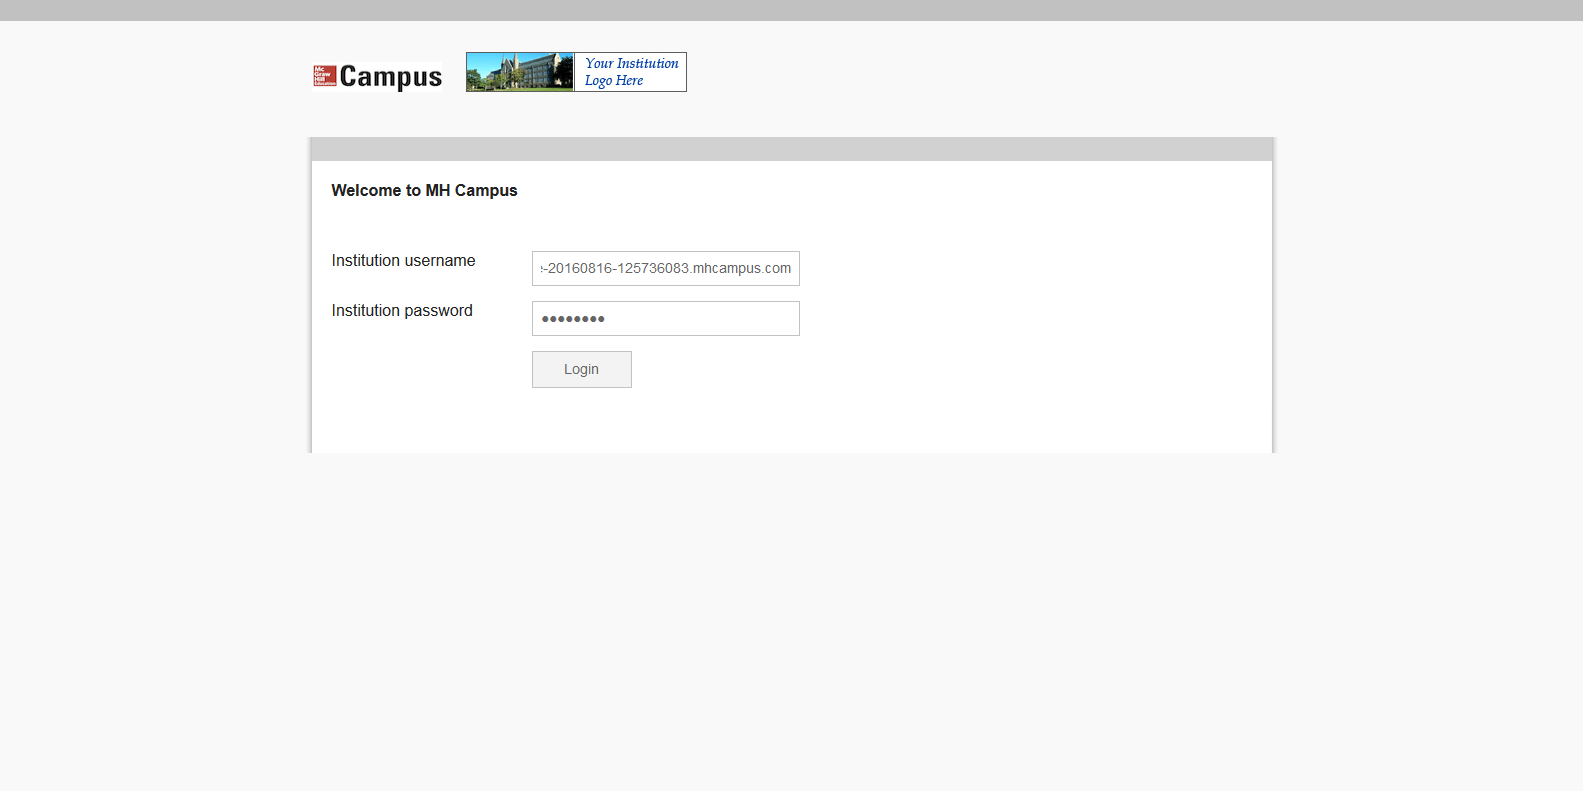 Mc
Graw
Hill
Education
Campus
Your Institution
Logo Here
Welcome to MH Campus
Institution username
-20160816-125736083.mhcampus.com
Institution password
Login